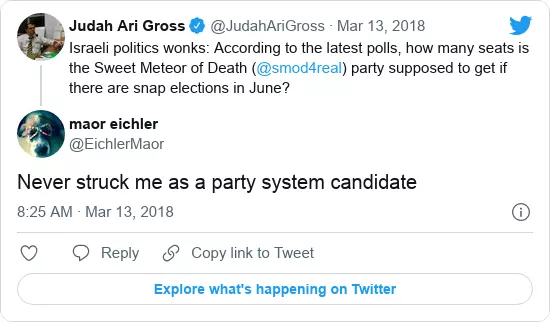 Judah Ari Gross @JudahAriGross · Mar 13, 2018
Israeli politics wonks: According to the latest polls, how many seats is
the Sweet Meteor of Death (@smod4real) party supposed to get if
there are snap elections in June?
maor eichler
@EichlerMaor
Never struck me as a party system candidate
8:25 AM · Mar 13, 2018
Reply Copy link to Tweet
Explore what's happening on Twitter